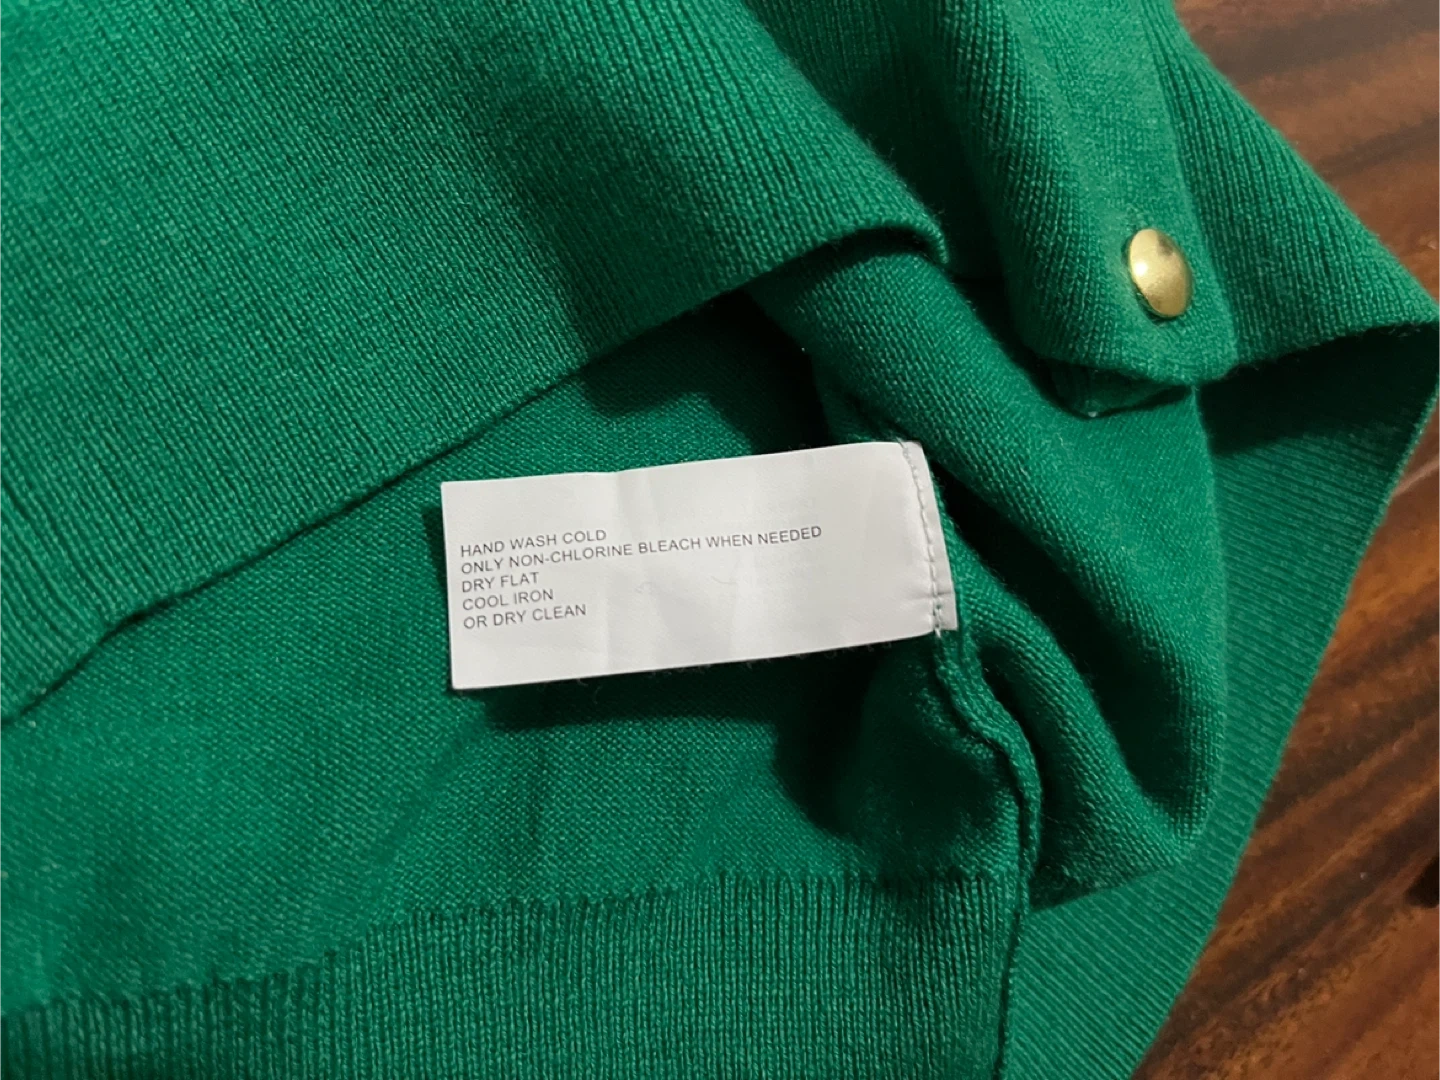 HAND WASH COLD
ONLY NON-CHLORINE BLEACH WHEN NEEDED
DRY FLAT
COOL IRON
OR DRY CLEAN